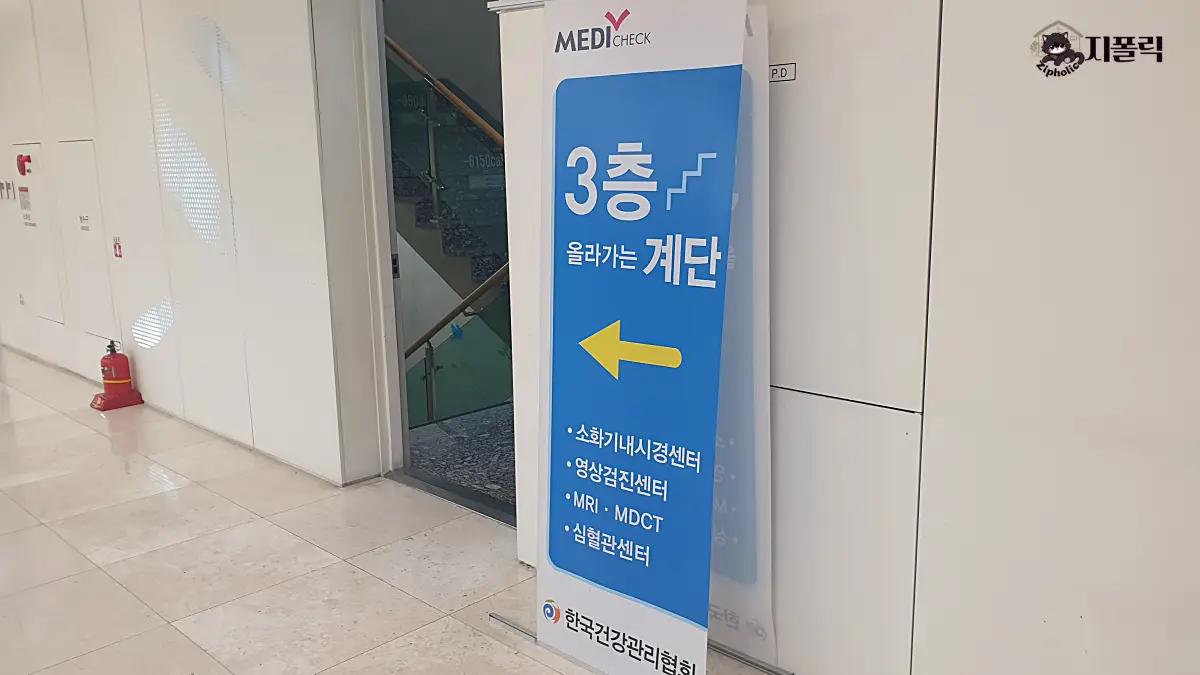 MEDICHECK
3층
올라가는 계단
• 소화기내시경센터
• 영상검진센터
• MRI · MDCT
• 심혈관센터
한국건강관리협회
P.D
지폴릭
Zipholic